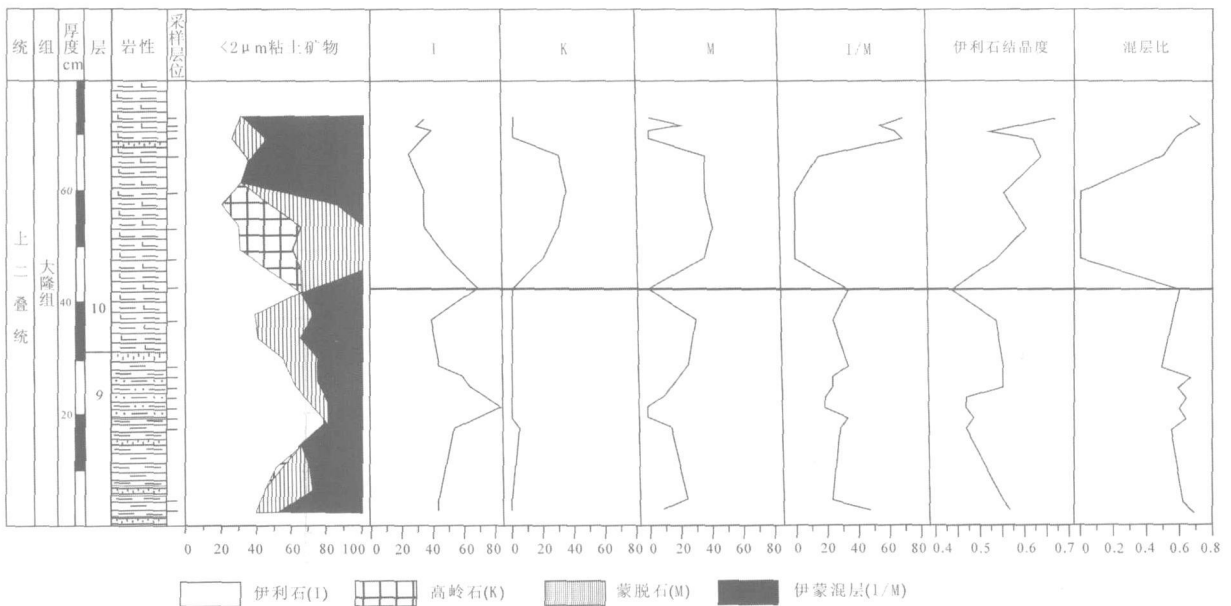 统 组 厚度cm 层 岩性 采样层位 <2μm粘土矿物 I K M I/M 伊利石结晶度 混层比
60
上二叠统
大隆组
40 10
9
20
0 20 40 60 80 100 0 40 80 0 20 40 60 80 0 20 40 60 80 0 20 40 60 80 0.4 0.5 0.6 0.7 0 0.2 0.4 0.6 0.8
伊利石(I) 高岭石(K) 蒙脱石(M) 伊蒙混层(I/M)